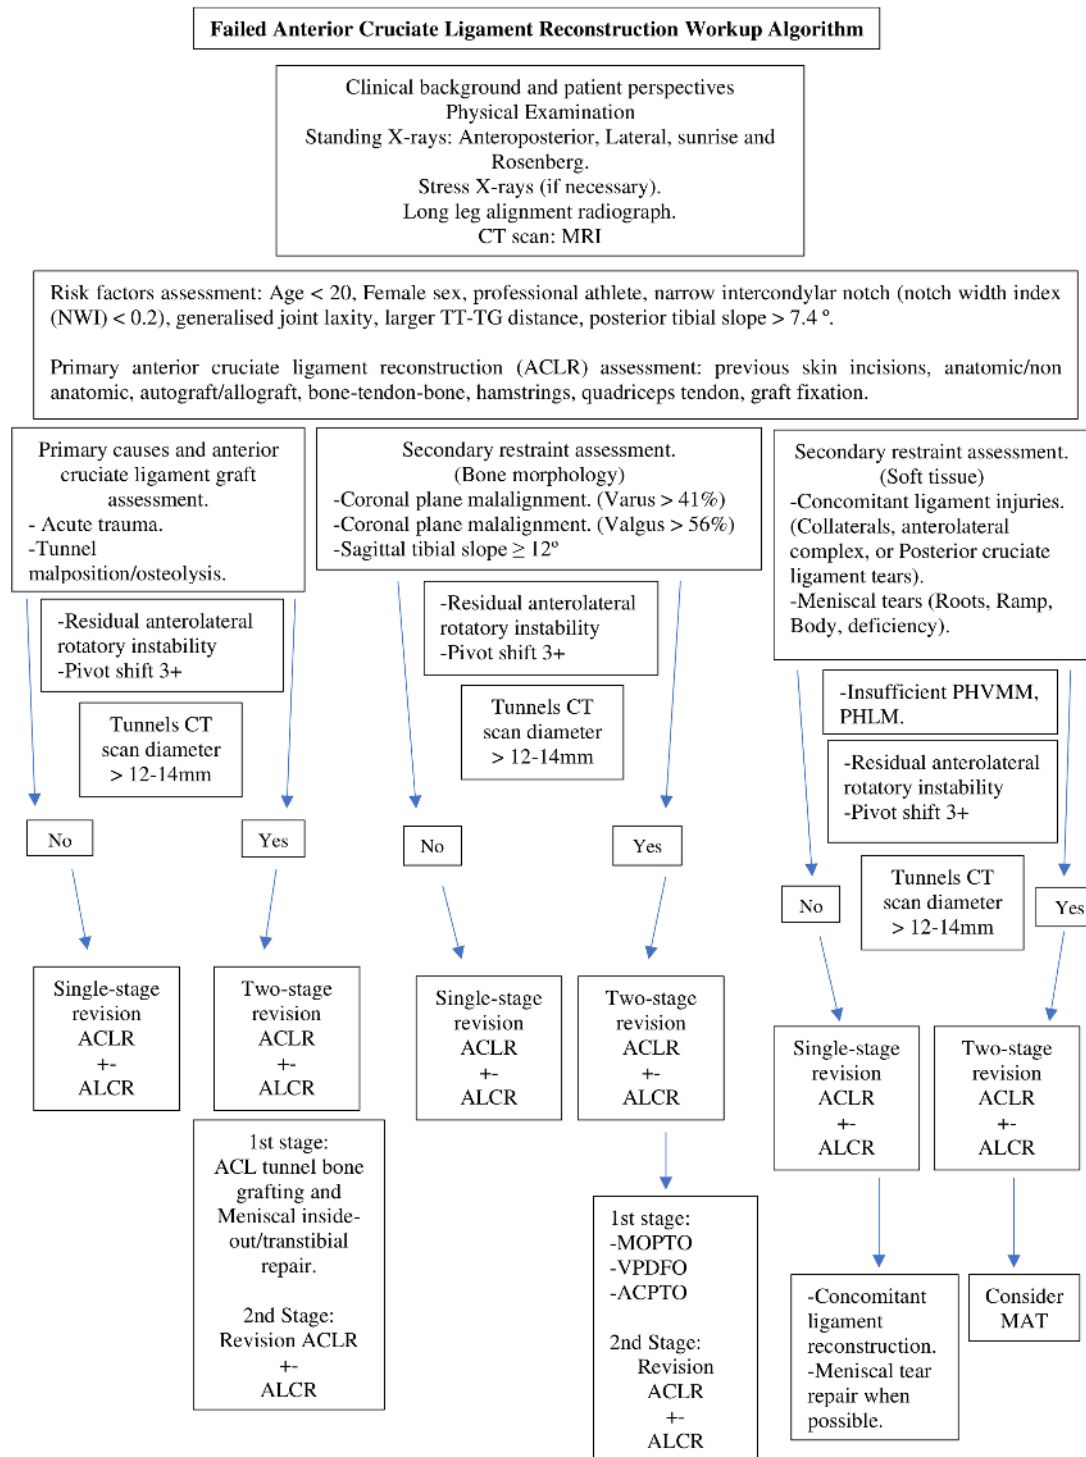 Failed Anterior Cruciate Ligament Reconstruction Workup Algorithm
Clinical background and patient perspectives
Physical Examination
Standing X-rays: Anteroposterior, Lateral, sunrise and
Rosenberg.
Stress X-rays (if necessary).
Long leg alignment radiograph.
CT scan: MRI
Risk factors assessment: Age < 20, Female sex, professional athlete, narrow intercondylar notch (notch width index
(NWI) < 0.2), generalised joint laxity, larger TT-TG distance, posterior tibial slope > 7.4 º.
Primary anterior cruciate ligament reconstruction (ACLR) assessment: previous skin incisions, anatomic/non
anatomic, autograft/allograft, bone-tendon-bone, hamstrings, quadriceps tendon, graft fixation.
Primary causes and anterior
cruciate ligament graft
assessment.
- Acute trauma.
-Tunnel
malposition/osteolysis.
-Residual anterolateral
rotatory instability
-Pivot shift 3+
Tunnels CT
scan diameter
> 12-14mm
No
Yes
Single-stage
revision
ACLR
+-
ALCR
Two-stage
revision
ACLR
+-
ALCR
1st stage:
ACL tunnel bone
grafting and
Meniscal inside-
out/transtibial
repair.
2nd Stage:
Revision ACLR
+-
ALCR
Secondary restraint assessment.
(Bone morphology)
-Coronal plane malalignment. (Varus > 41%)
-Coronal plane malalignment. (Valgus > 56%)
-Sagittal tibial slope ≥ 12º
-Residual anterolateral
rotatory instability
-Pivot shift 3+
Tunnels CT
scan diameter
> 12-14mm
No
Yes
Single-stage
revision
ACLR
+-
ALCR
Two-stage
revision
ACLR
+-
ALCR
1st stage:
-MOPTO
-VPDFO
-ACPTO
2nd Stage:
Revision
ACLR
+-
ALCR
Secondary restraint assessment.
(Soft tissue)
-Concomitant ligament injuries.
(Collaterals, anterolateral
complex, or Posterior cruciate
ligament tears).
-Meniscal tears (Roots, Ramp,
Body, deficiency).
-Insufficient PHVMM,
PHLM.
-Residual anterolateral
rotatory instability
-Pivot shift 3+
Tunnels CT
scan diameter
> 12-14mm
No
Yes
Single-stage
revision
ACLR
+-
ALCR
Two-stage
revision
ACLR
+-
ALCR
-Concomitant
ligament
reconstruction.
-Meniscal tear
repair when
possible.
Consider
MAT